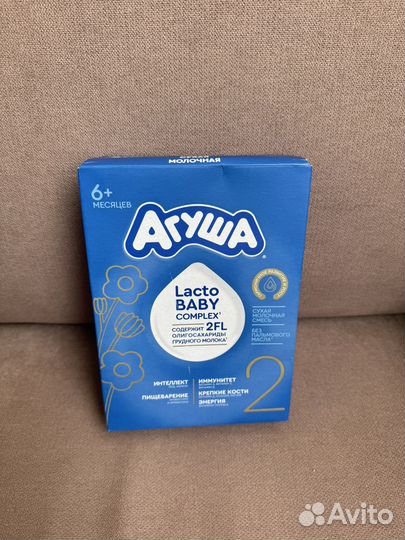 СУХАЯ
МОЛОЧНАЯ
6+
МЕСЯЦЕВ
АГУША
Lacto
BABY
COMPLEX
СОДЕРЖИТ 2FL
ОЛИГОСАХАРИДЫ
ГРУДНОГО МОЛОКА
СУХАЯ
МОЛОЧНАЯ
СМЕСЬ
БЕЗ
ПАЛЬМОВОГО
МАСЛА
ИНТЕЛЛЕКТ
ПИЩЕВАРЕНИЕ
ИММУНИТЕТ
КРЕПКИЕ КОСТИ
ЭНЕРГИЯ
2
Avito